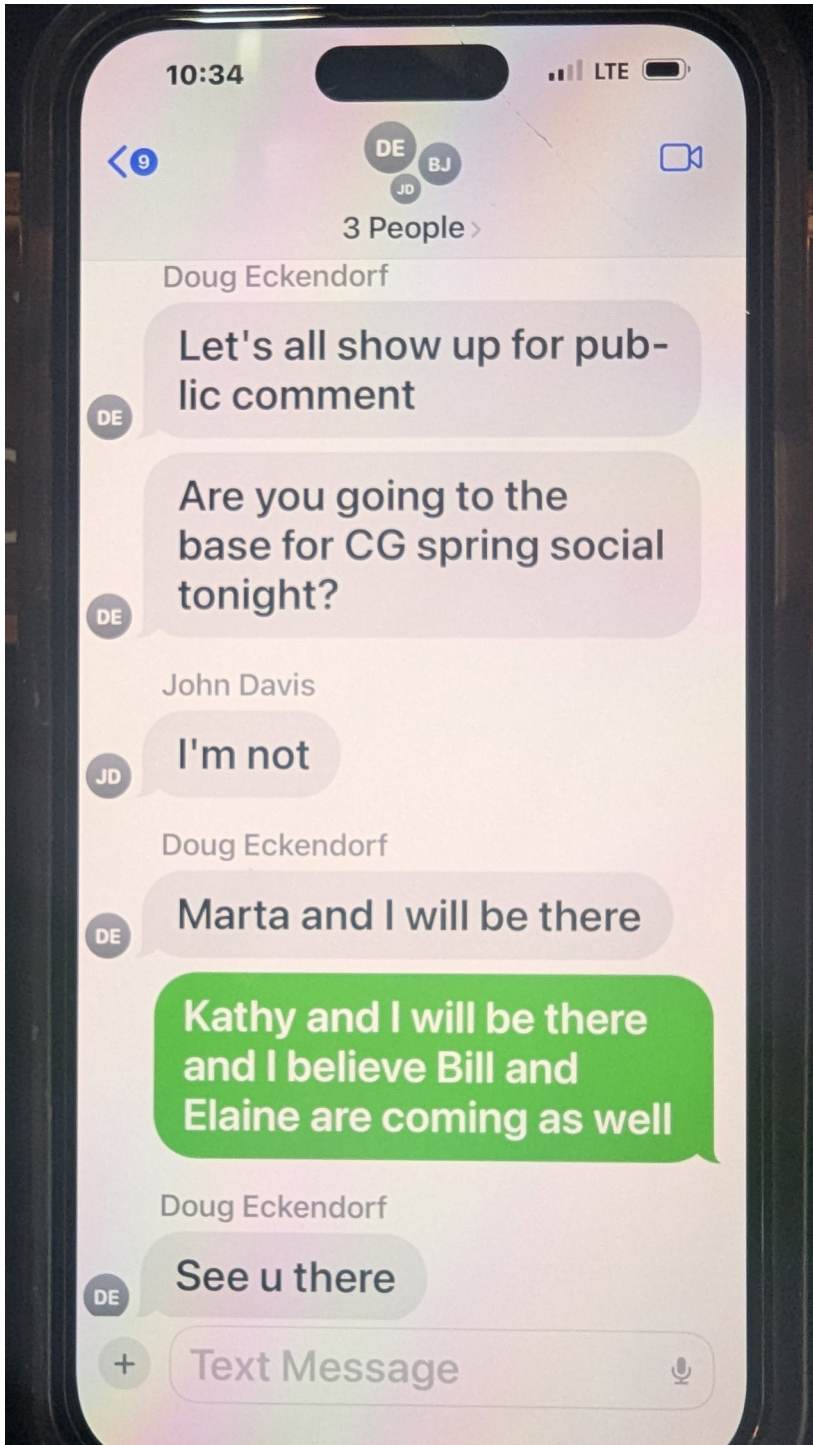 10:34
LTE
9
DE
BJ
JD
3 People
Doug Eckendorf
Let's all show up for pub-
lic comment
DE
Are you going to the
base for CG spring social
tonight?
DE
John Davis
I'm not
JD
Doug Eckendorf
Marta and I will be there
DE
Kathy and I will be there
and I believe Bill and
Elaine are coming as well
Doug Eckendorf
See u there
DE
+
Text Message